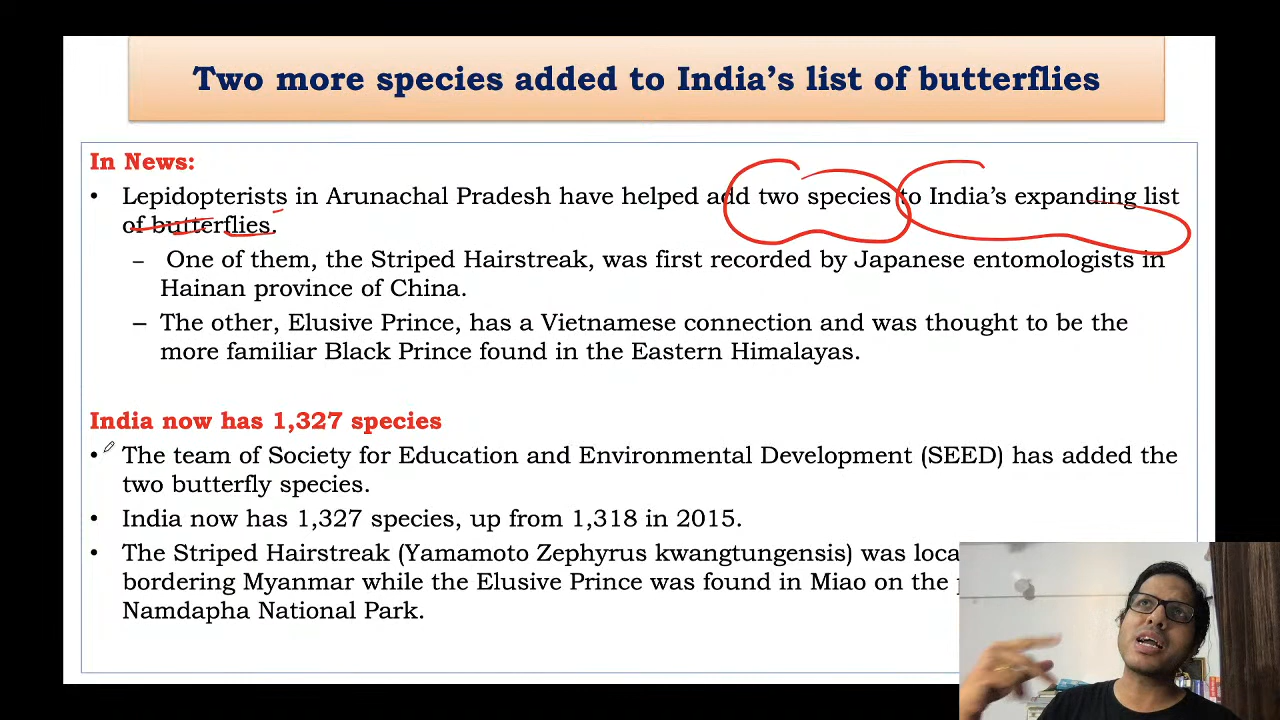 Two more species added to India's list of butterflies
In News:
• Lepidopterists in Arunachal Pradesh have helped add two species to India's expanding list
of butterflies.
– One of them, the Striped Hairstreak, was first recorded by Japanese entomologists in
Hainan province of China.
– The other, Elusive Prince, has a Vietnamese connection and was thought to be the
more familiar Black Prince found in the Eastern Himalayas.
India now has 1,327 species
• The team of Society for Education and Environmental Development (SEED) has added the
two butterfly species.
• India now has 1,327 species, up from 1,318 in 2015.
• The Striped Hairstreak (Yamamoto Zephyrus kwangtungensis) was
bordering Myanmar while the Elusive Prince was found in Miao on the
Namdapha National Park.